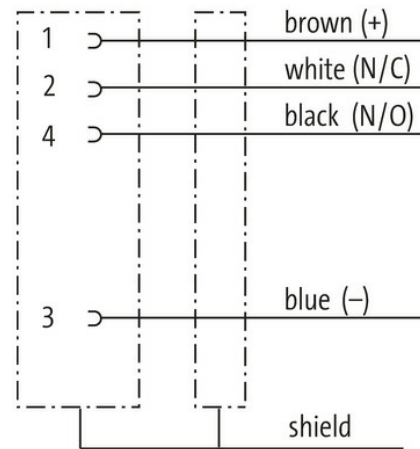 1 brown (+)
2 white (N/C)
4 black (N/O)
3 blue (–)
shield